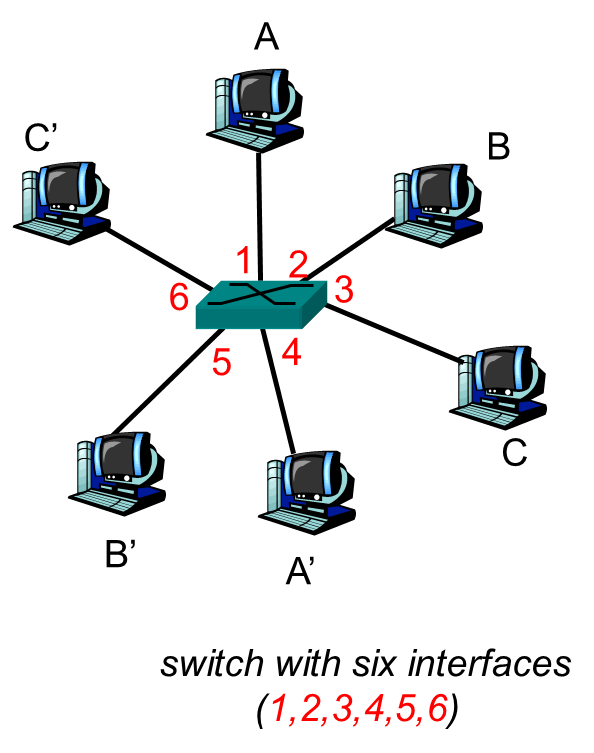 A
C’
B
1
2
3
6
5
4
C
B’
A’
switch with six interfaces
(1,2,3,4,5,6)